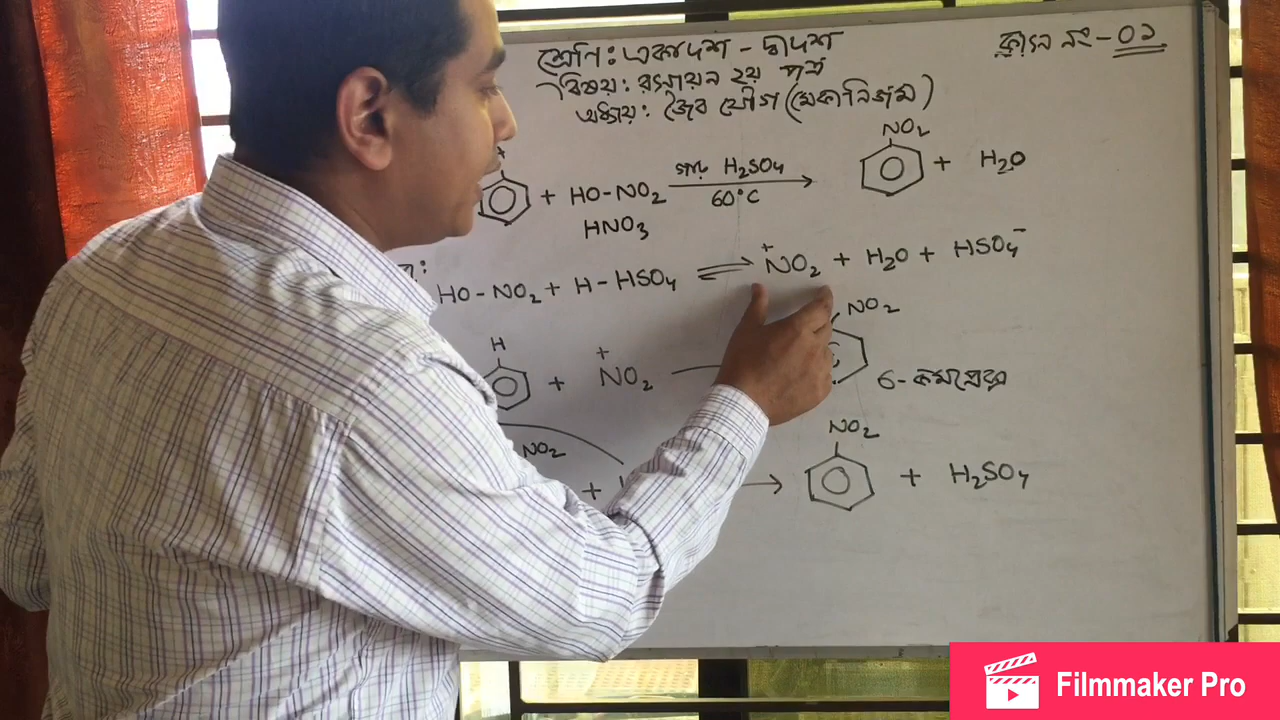 শ্রেণি: একাদশ - দ্বাদশ
ক্লাস নং - 01
বিষয়: রসায়ন ২য় পত্র
অধ্যায়: জৈব যৌগ (মেকানিজম)
NO2
+ HO-NO2 গাঢ় H2SO4 + H2O
HNO3 60°C
HO-NO2 + H-HSO4 ⇌ +NO2 + H2O + HSO4-
NO2
H
+ +NO2
6-কমপ্লেক্স
NO2
NO2
+ → + H2SO4
Filmmaker Pro